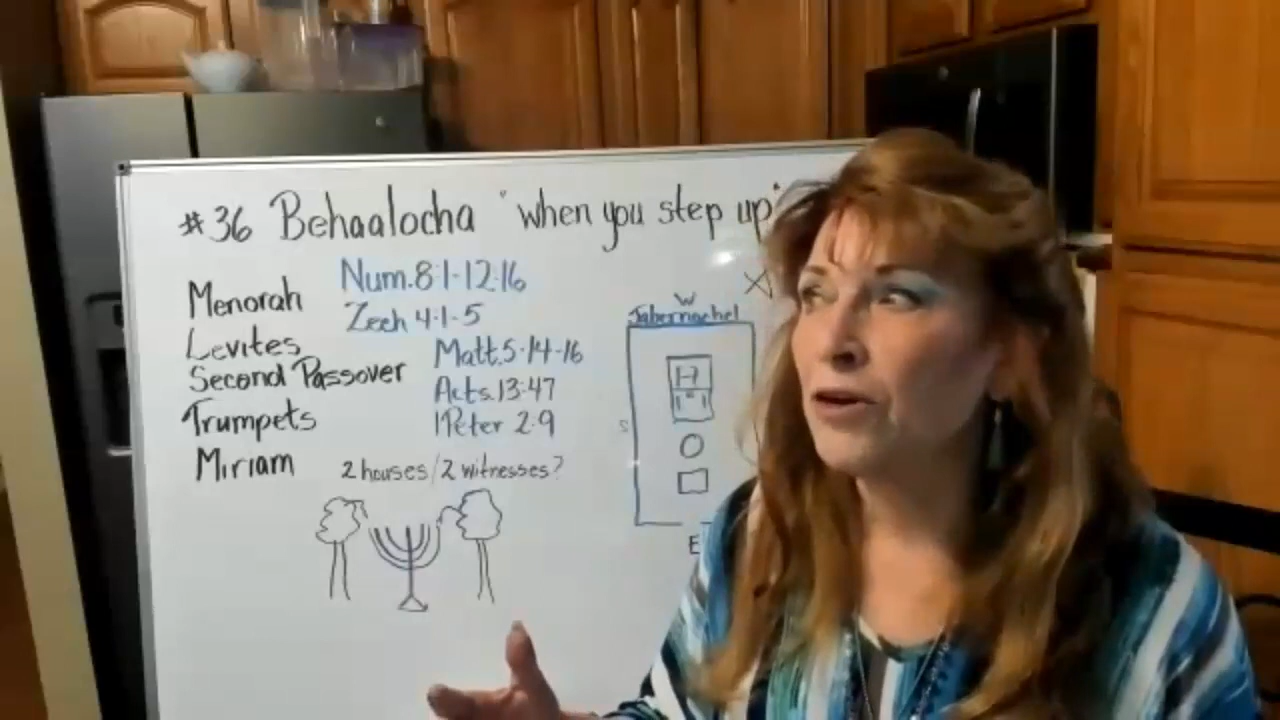 #36 Behaalocha "when you step up"
Menorah
Levites
Second Passover
Trumpets
Miriam
Num.8:1-12:16
Zech 4:1-5
Matt.5-14-16
Acts.13:47
1Peter 2:9
2 houses/2 witnesses?
W
Tabernachel
S
E